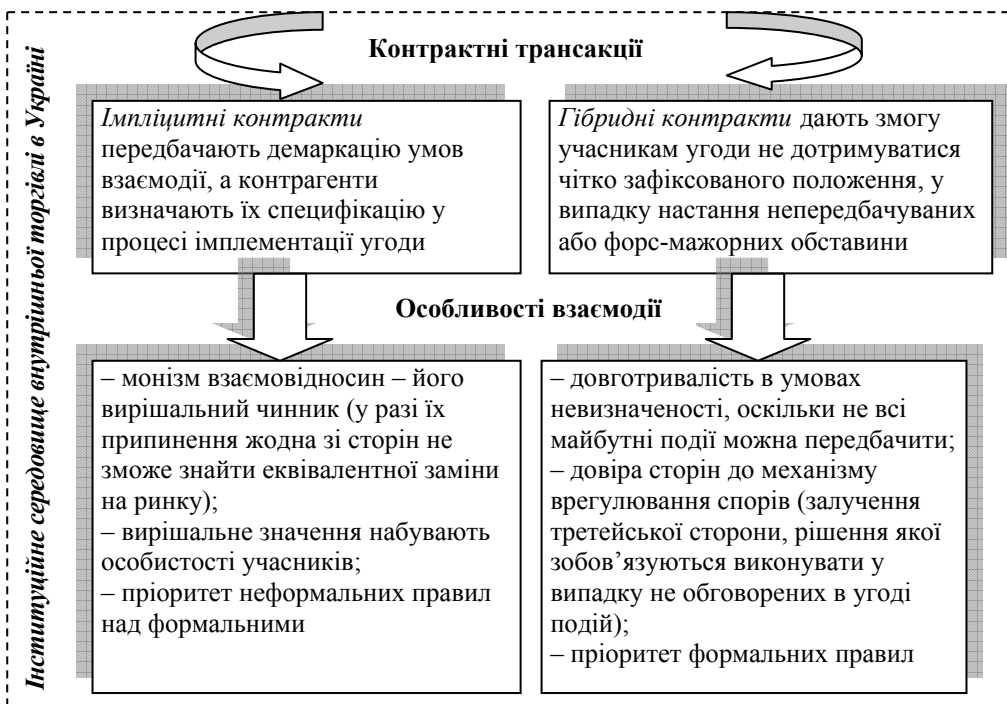 Інституційне середовище внутрішньої торгівлі в Україні
Контрактні трансакції
Імпліцитні контракти
передбачають демаркацію умов
взаємодії, а контрагенти
визначають їх специфікацію у
процесі імплементації угоди
Гібридні контракти дають змогу
учасникам угоди не дотримуватися
чітко зафіксованого положення, у
випадку настання непередбачуваних
або форс-мажорних обставини
Особливості взаємодії
– монізм взаємовідносин – його
вирішальний чинник (у разі їх
припинення жодна зі сторін не
зможе знайти еквівалентної заміни
на ринку);
– вирішальне значення набувають
особистості учасників;
– пріоритет неформальних правил
над формальними
– довготривалість в умовах
невизначеності, оскільки не всі
майбутні події можна передбачити;
– довіра сторін до механізму
врегулювання спорів (залучення
третейської сторони, рішення якої
зобов’язуються виконувати у
випадку не обговорених в угоді
подій);
– пріоритет формальних правил